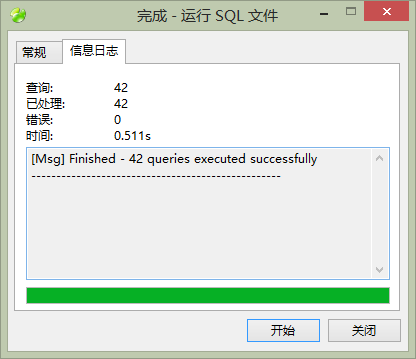 完成 - 运行 SQL 文件
常规 信息日志
查询: 42
已处理: 42
错误: 0
时间: 0.511s
[Msg] Finished - 42 queries executed successfully
--------------------------------------------------
开始 关闭